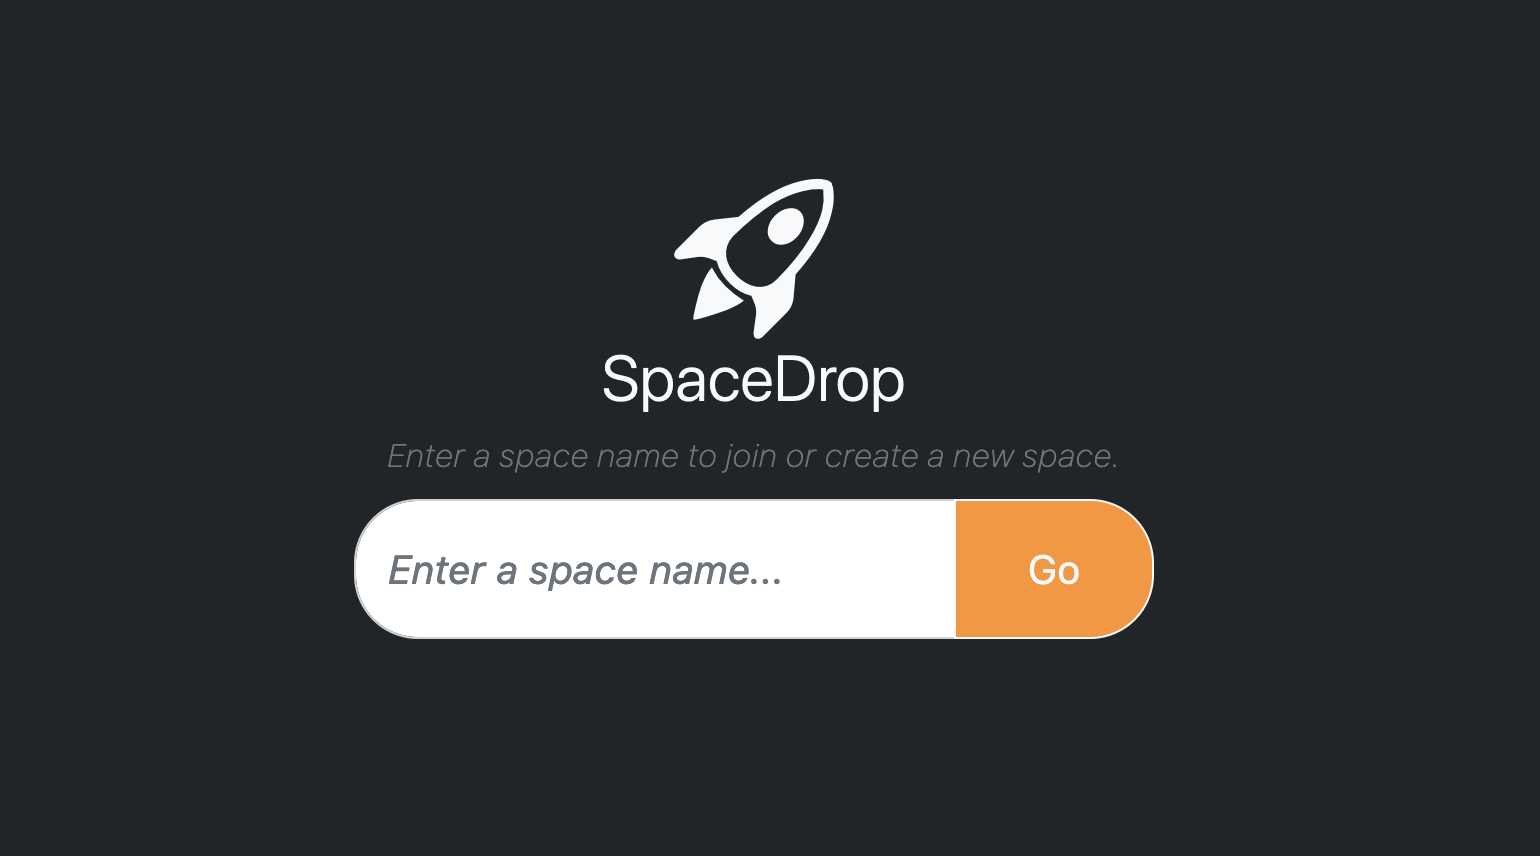 SpaceDrop
Enter a space name to join or create a new space.
Enter a space name...
Go